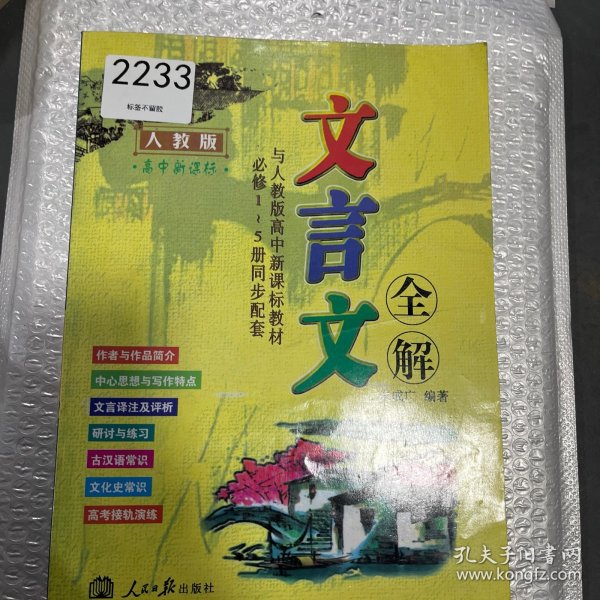 2233
标签不留胶
人教版
·高中新课标·
文言文
全解
与人教版高中新课标教材
必修1~5册同步配套
编著
作者与作品简介
中心思想与写作特点
文言译注及评析
研讨与练习
古汉语常识
文化史常识
高考接轨演练
人民日报出版社
孔夫子旧书网
www.kongfz.com